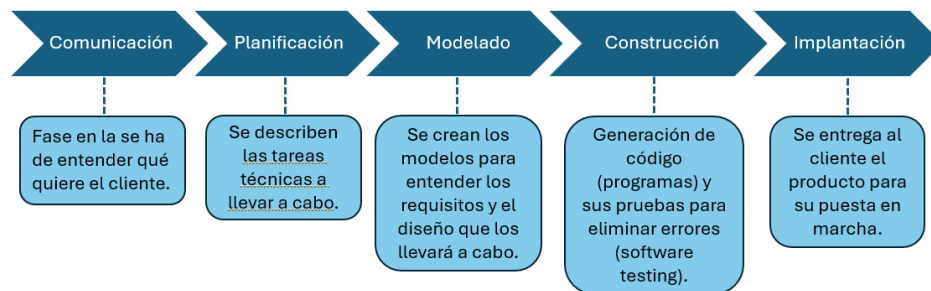 Comunicación
Planificación
Modelado
Construcción
Implantación
Fase en la se ha
de entender qué
quiere el cliente.
Se describen
las tareas
técnicas a
llevar a cabo.
Se crean los
modelos para
entender los
requisitos y el
diseño que los
llevará a cabo.
Generación de
código
(programas) y
sus pruebas para
eliminar errores
(software
testing).
Se entrega al
cliente el
producto para
su puesta en
marcha.